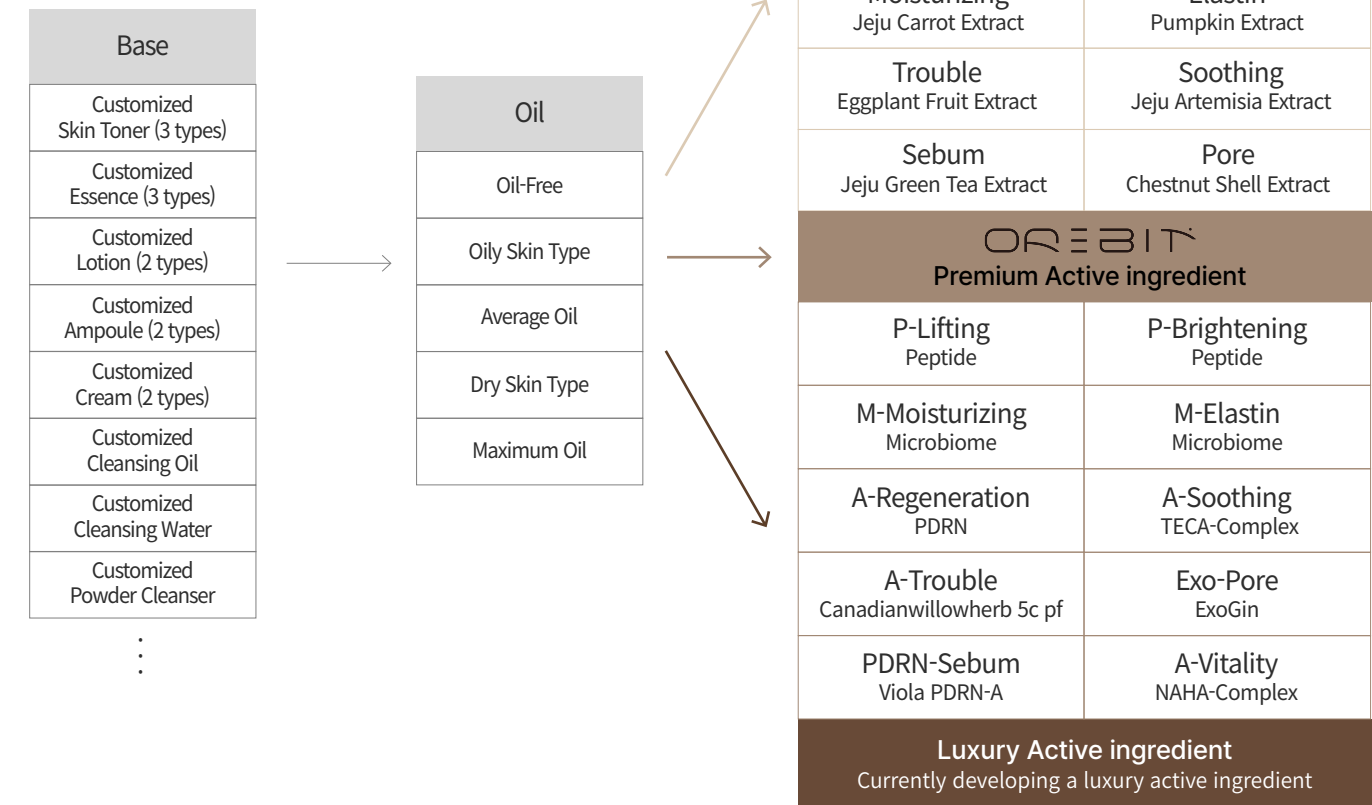 Base
Customized
Skin Toner (3 types)
Customized
Essence (3 types)
Customized
Lotion (2 types)
Customized
Ampoule (2 types)
Customized
Cream (2 types)
Customized
Cleansing Oil
Customized
Cleansing Water
Customized
Powder Cleanser
Oil
Oil-Free
Oily Skin Type
Average Oil
Dry Skin Type
Maximum Oil
Moisturizing
Jeju Carrot Extract
Elastin
Pumpkin Extract
Trouble
Eggplant Fruit Extract
Soothing
Jeju Artemisia Extract
Sebum
Jeju Green Tea Extract
Pore
Chestnut Shell Extract
OREBIT
Premium Active ingredient
P-Lifting
Peptide
P-Brightening
Peptide
M-Moisturizing
Microbiome
M-Elastin
Microbiome
A-Regeneration
PDRN
A-Soothing
TECA-Complex
A-Trouble
Canadianwillowherb 5c pf
Exo-Pore
ExoGin
PDRN-Sebum
Viola PDRN-A
A-Vitality
NAHA-Complex
Luxury Active ingredient
Currently developing a luxury active ingredient